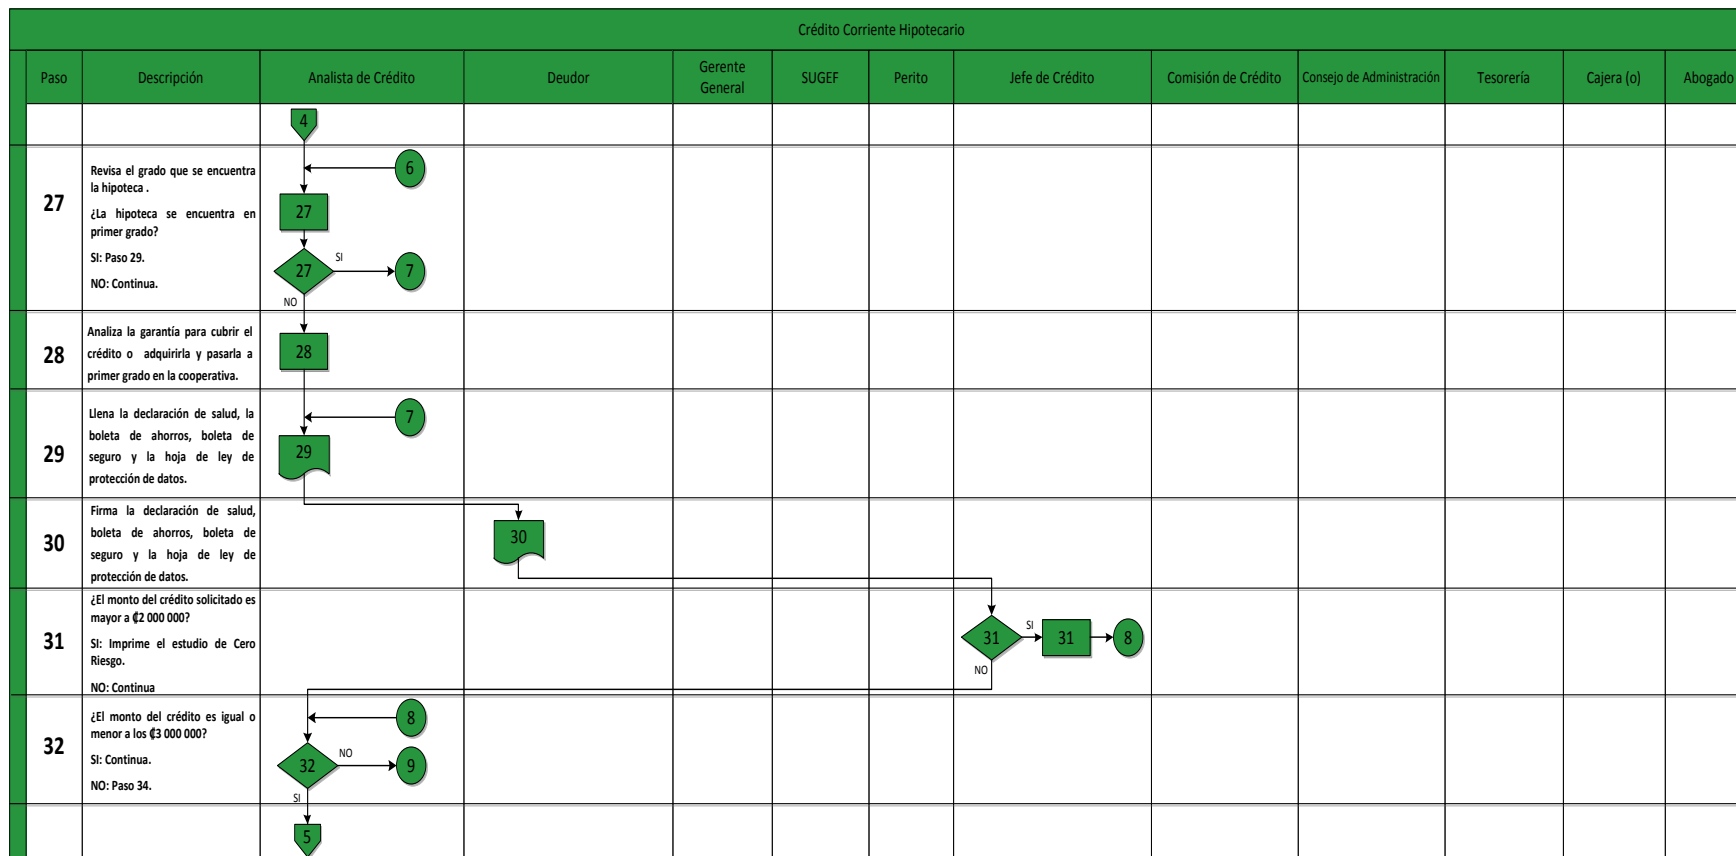 Crédito Corriente Hipotecario
Paso
Descripción
Analista de Crédito
Deudor
Gerente
General
SUGEF
Perito
Jefe de Crédito
Comisión de Crédito
Consejo de Administración
Tesorería
Cajera (o)
Abogado
4
27
Revisa el grado que se encuentra
la hipoteca .
¿La hipoteca se encuentra en
primer grado?
SI: Paso 29.
NO: Continua.
6
27
27
SI
7
NO
28
Analiza la garantía para cubrir el
crédito o adquirirla y pasarla a
primer grado en la cooperativa.
28
29
Llena la declaración de salud, la
boleta de ahorros, boleta de
seguro y la hoja de ley de
protección de datos.
7
29
30
Firma la declaración de salud,
boleta de ahorros, boleta de
seguro y la hoja de ley de
protección de datos.
30
31
¿El monto del crédito solicitado es
mayor a ₡2 000 000?
SI: Imprime el estudio de Cero
Riesgo.
NO: Continua
31
SI
31
8
NO
32
¿El monto del crédito es igual o
menor a los ₡3 000 000?
SI: Continua.
NO: Paso 34.
8
32
NO
9
SI
5